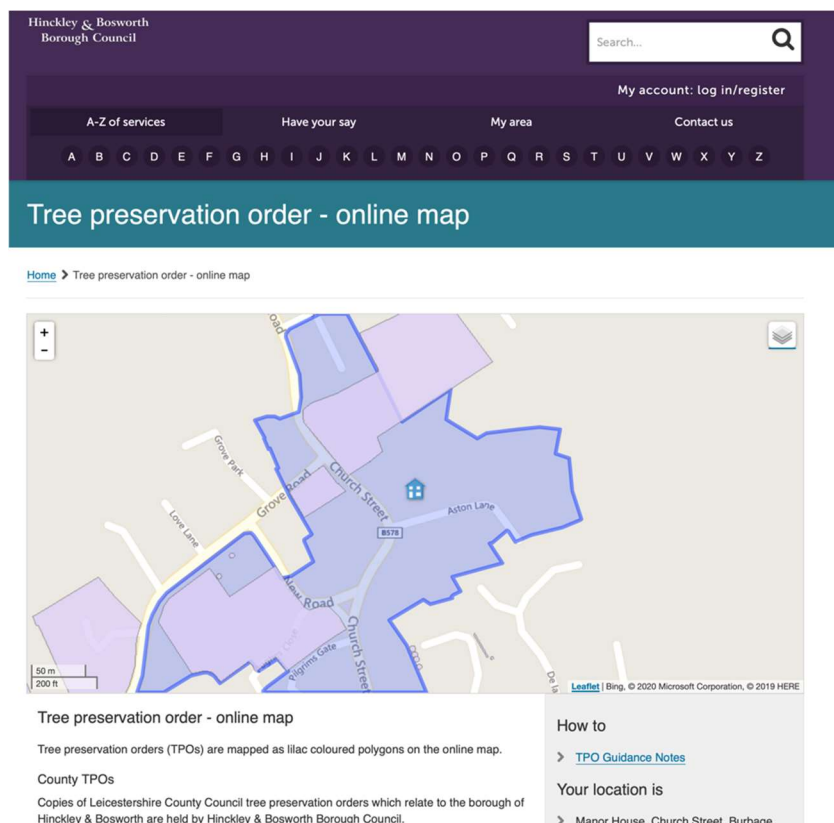 Hinckley & Bosworth
Borough Council
Search...
My account: log in/register
A-Z of services
Have your say
My area
Contact us
A B C D E F G H I J K L M N O P Q R S T U V W X Y Z
Tree preservation order - online map
Home > Tree preservation order - online map
+
-
Road
Grove Park
Church Street
Grove Road
Love Lane
Aston Lane
B578
New Road
Church Street
Pilgrims Gate
De la
50 m
200 ft
Leaflet | Bing, © 2020 Microsoft Corporation, © 2019 HERE
Tree preservation order - online map
Tree preservation orders (TPOs) are mapped as lilac coloured polygons on the online map.
County TPOs
Copies of Leicestershire County Council tree preservation orders which relate to the borough of
Hinckley & Bosworth are held by Hinckley & Bosworth Borough Council.
How to
> TPO Guidance Notes
Your location is
> Manor House, Church Street, Burbage